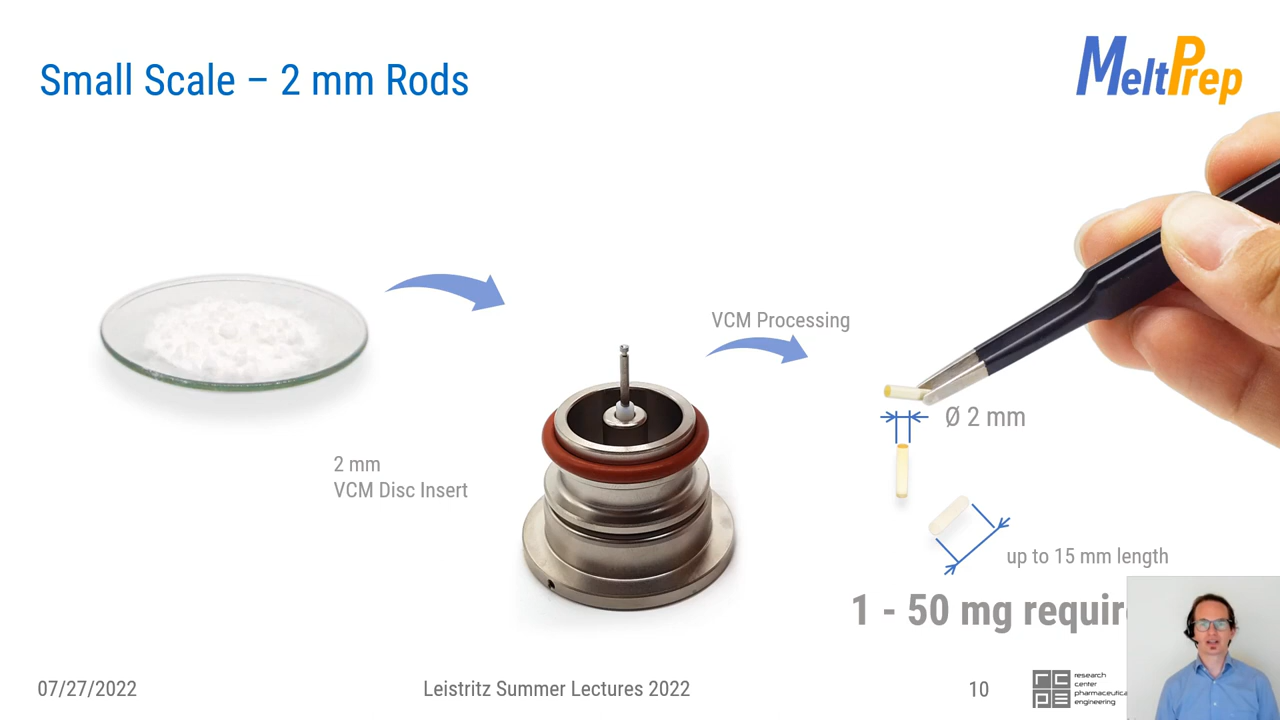 Small Scale – 2 mm Rods
MeltPrep
VCM Processing
Ø 2 mm
2 mm
VCM Disc Insert
up to 15 mm length
1 - 50 mg
07/27/2022
Leistritz Summer Lectures 2022
10
rcpe
research
center
pharmaceutical
engineering